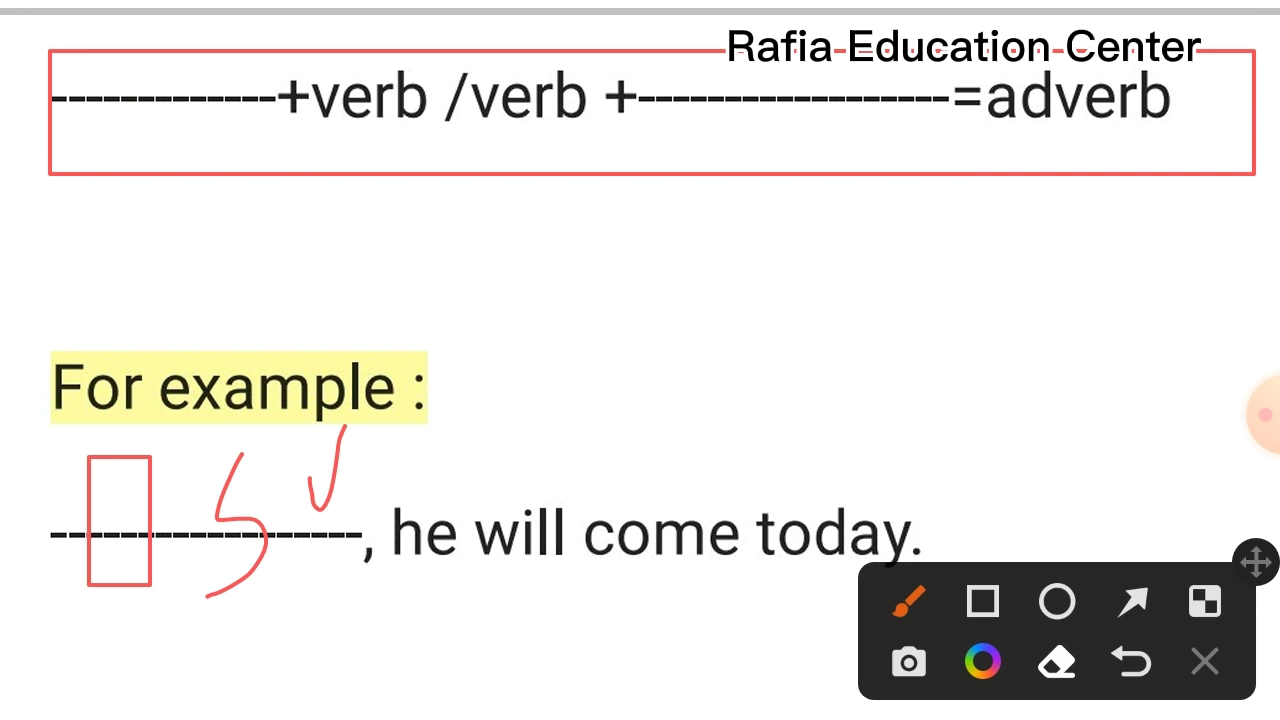 Rafia Education Center
-------------+verb /verb +------------------=adverb
For example :
S V
------------------, he will come today.